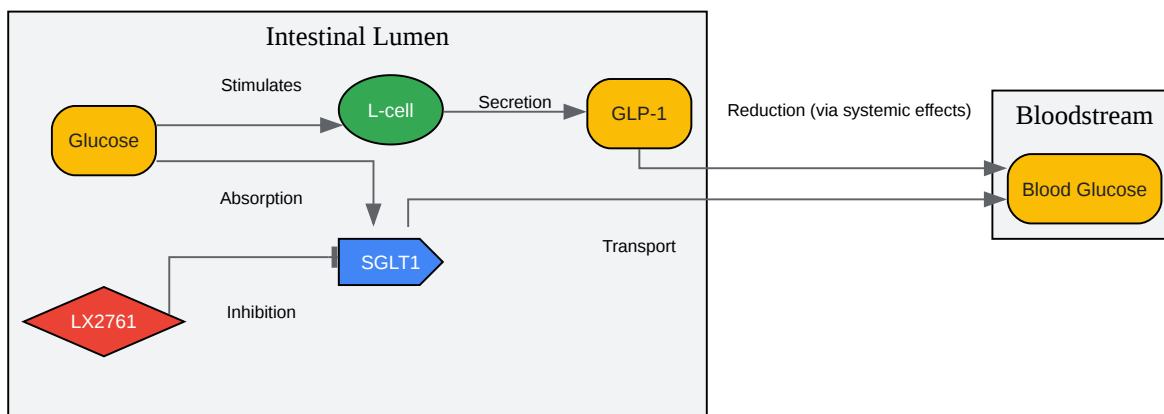 Intestinal Lumen
Stimulates
L-cell
Secretion
GLP-1
Reduction (via systemic effects)
Bloodstream
Glucose
Blood Glucose
Absorption
SGLT1
Transport
Inhibition
LX2761